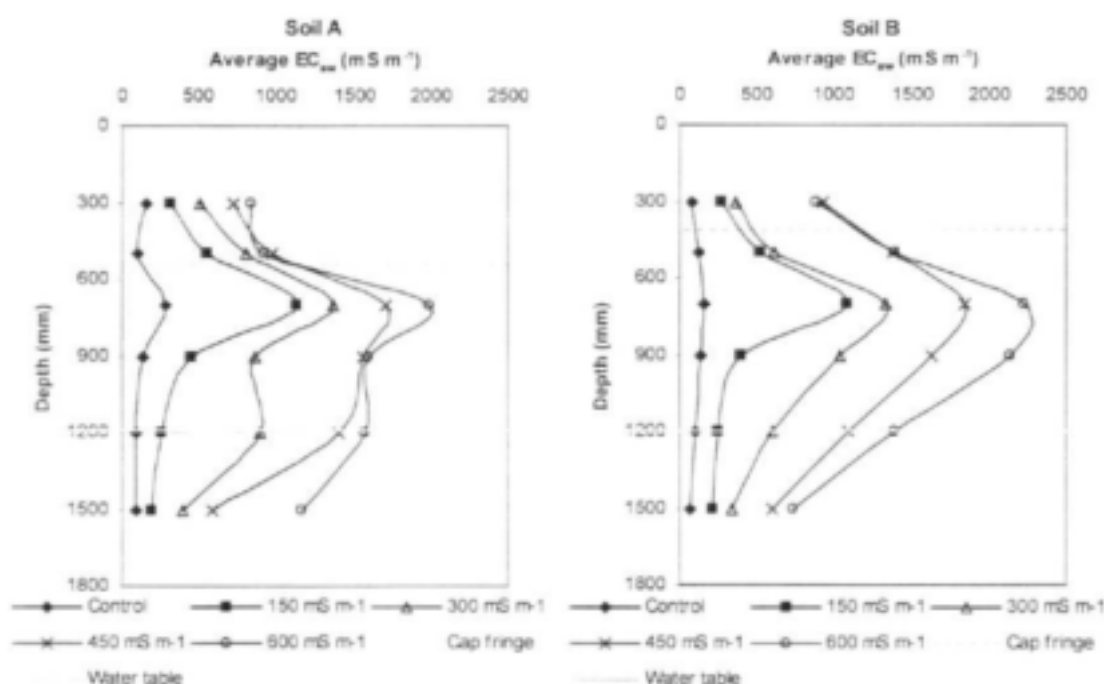 Soil A
Average EC_sw (mS m⁻¹)
0 500 1000 1500 2000 2500
0
300
600
900
1200
1500
1800
Depth (mm)
Control 150 mS m-1 300 mS m-1
450 mS m-1 600 mS m-1 Cap fringe
Water table
Soil B
Average EC_sw (mS m⁻¹)
0 500 1000 1500 2000 2500
0
300
600
900
1200
1500
1800
Depth (mm)
Control 150 mS m-1 300 mS m-1
450 mS m-1 600 mS m-1 Cap fringe
Water table